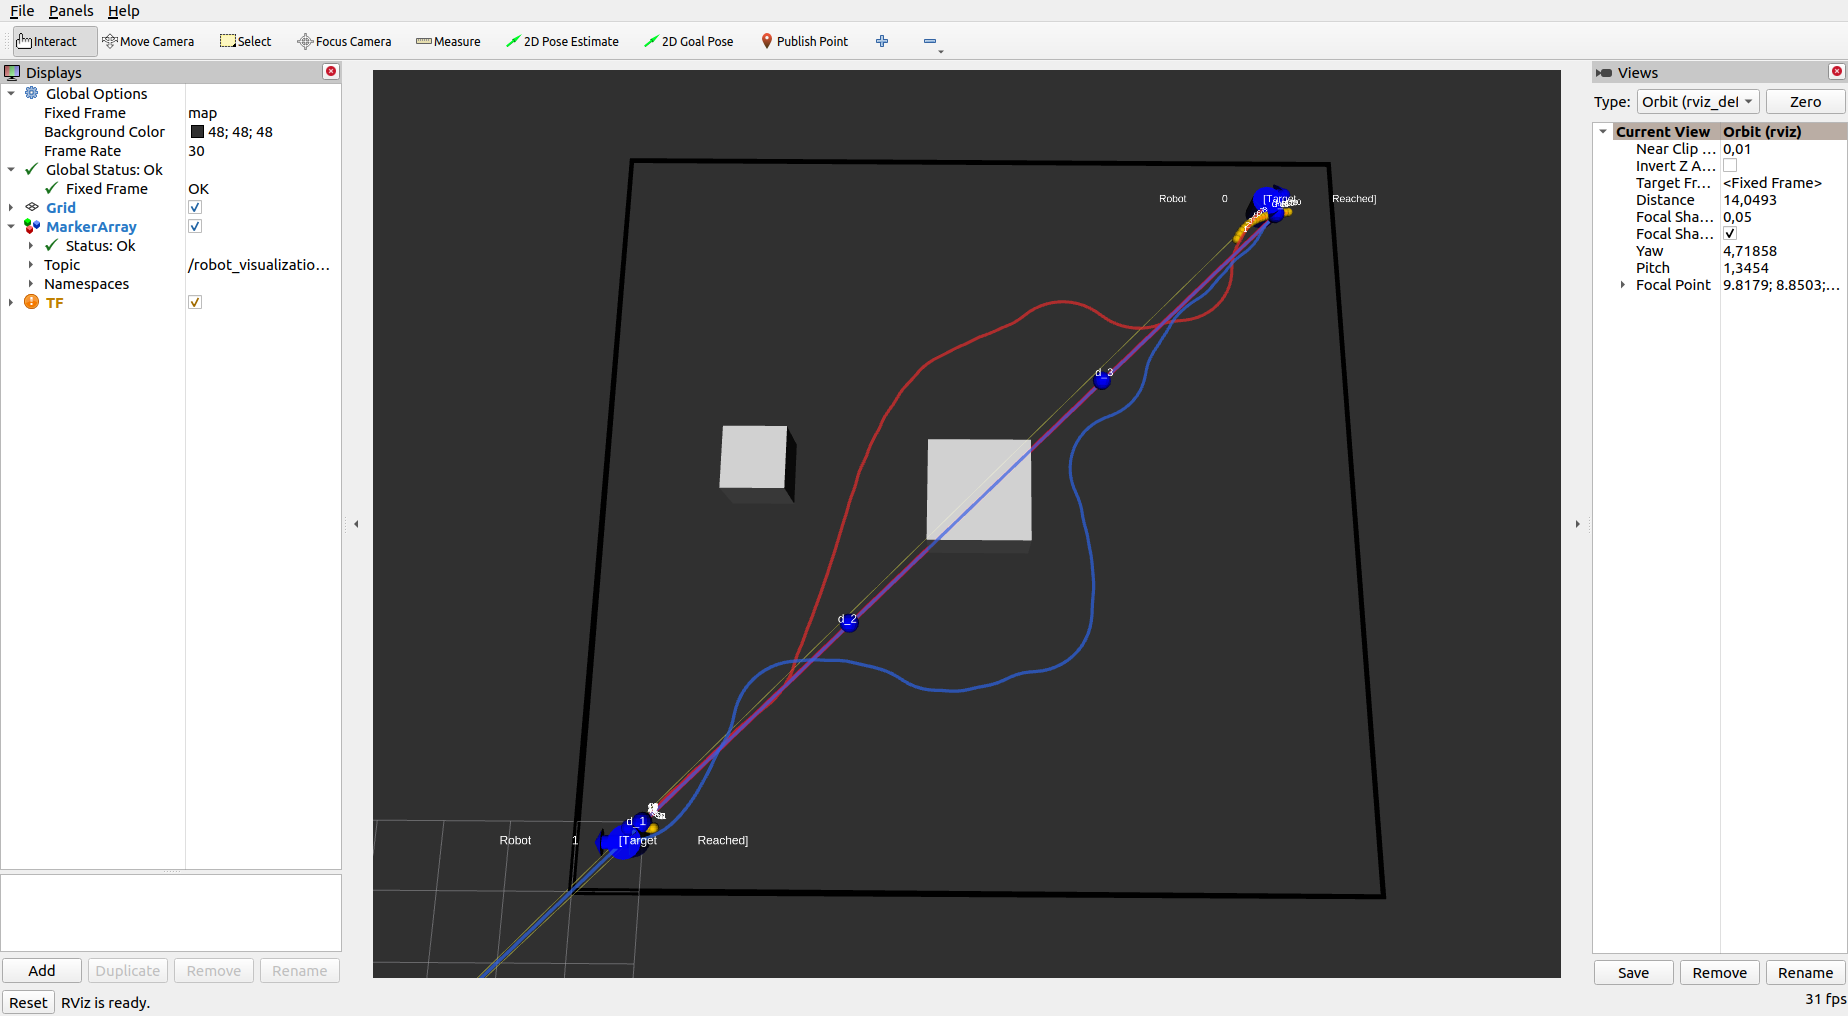 File Panels Help
Interact Move Camera Select Focus Camera Measure 2D Pose Estimate 2D Goal Pose Publish Point
Displays
Global Options
Fixed Frame map
Background Color 48; 48; 48
Frame Rate 30
Global Status: Ok
Fixed Frame OK
Grid
MarkerArray
Status: Ok
Topic /robot_visualizatio...
Namespaces
TF
Add Duplicate Remove Rename
Reset RViz is ready.
Robot 0 [Target Reached]
d_3
d_2
d_1
Robot 1 [Target Reached]
Views
Type: Orbit (rviz_def Zero
Current View Orbit (rviz)
Near Clip ... 0,01
Invert Z A...
Target Fr... <Fixed Frame>
Distance 14,0493
Focal Sha... 0,05
Focal Sha...
Yaw 4,71858
Pitch 1,3454
Focal Point 9.8179; 8.8503;...
Save Remove Rename
31 fps